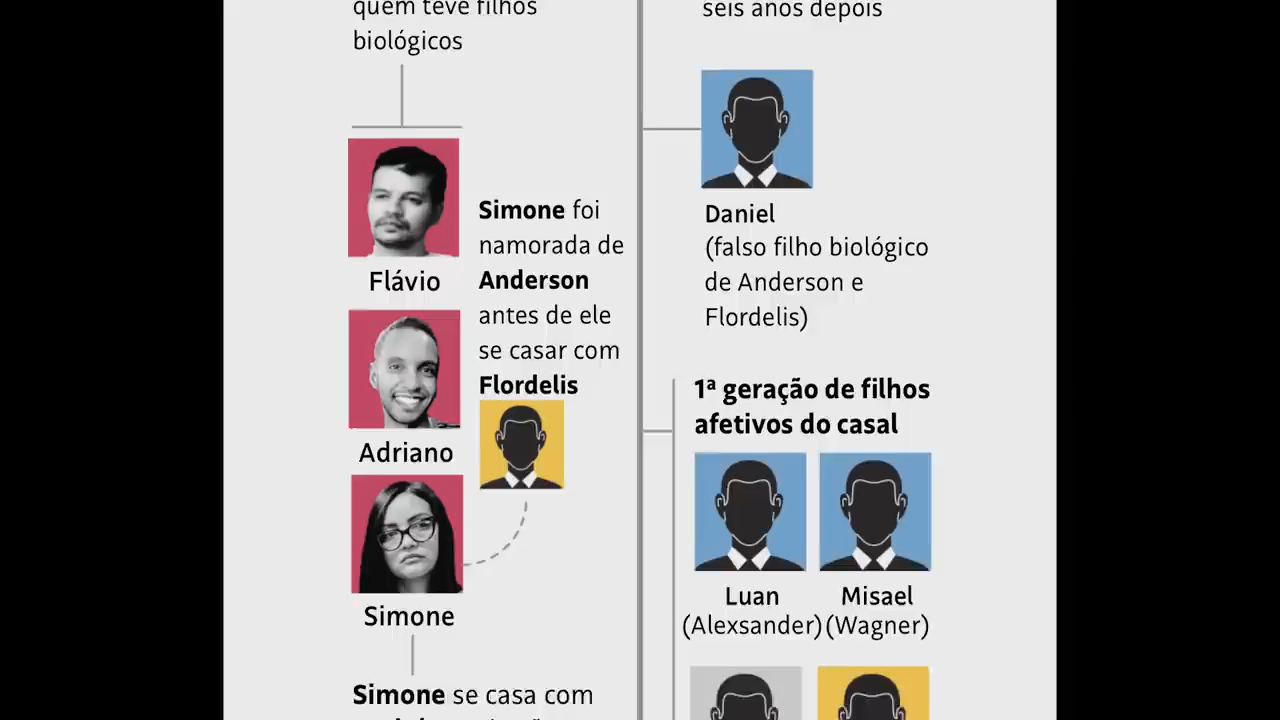 quem teve filhos
biológicos
Flávio
Simone foi
namorada de
Anderson
antes de ele
se casar com
Flordelis
Adriano
Simone
Simone se casa com
seis anos depois
Daniel
(falso filho biológico
de Anderson e
Flordelis)
1ª geração de filhos
afetivos do casal
Luan
(Alexsander)
Misael
(Wagner)